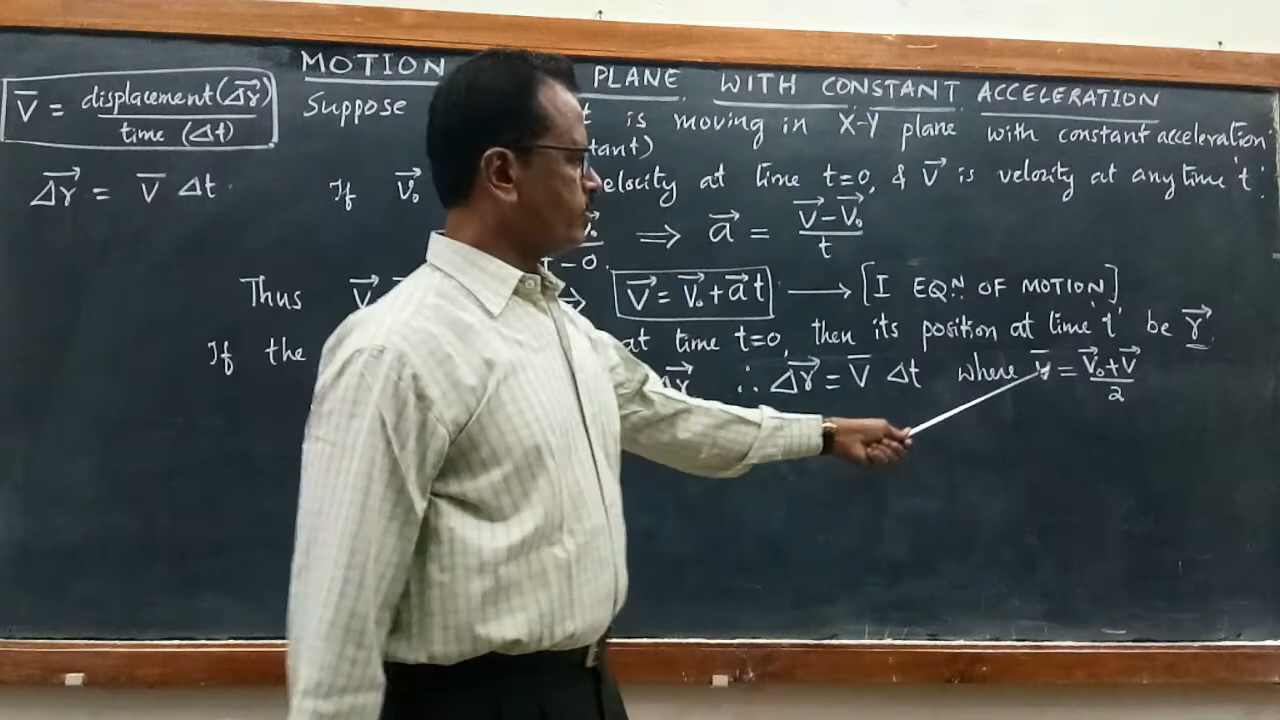 MOTION PLANE WITH CONSTANT ACCELERATION
V̅ = displacement (Δr⃗) / time (Δt)
Suppose is moving in X-Y plane with constant acceleration
Δr⃗ = V̅ Δt.
If V⃗₀ at time t=0, & V⃗ is velocity at any time 't'.
t-0. ⟹ a⃗ = (V⃗ - V⃗₀) / t
Thus V⃗ V⃗ = V⃗₀ + a⃗ t ⟶ [I EQN. OF MOTION]
If the at time t=0, then its position at time 't' be r⃗
Δr⃗ ∴ Δr⃗ = V̅ Δt where V̅ = (V⃗₀ + V⃗) / 2